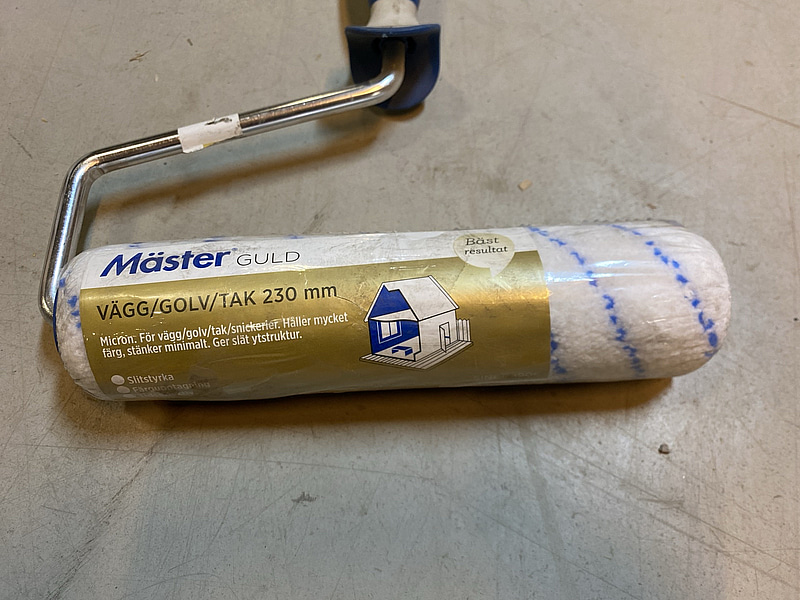 Mäster GULD
Bäst
resultat
VÄGG/GOLV/TAK 230 mm
Micron. För vägg/golv/tak/snickerier. Håller mycket
färg, stänker minimalt. Ger slät ytstruktur.
Slitstyrka
Färgupptagning